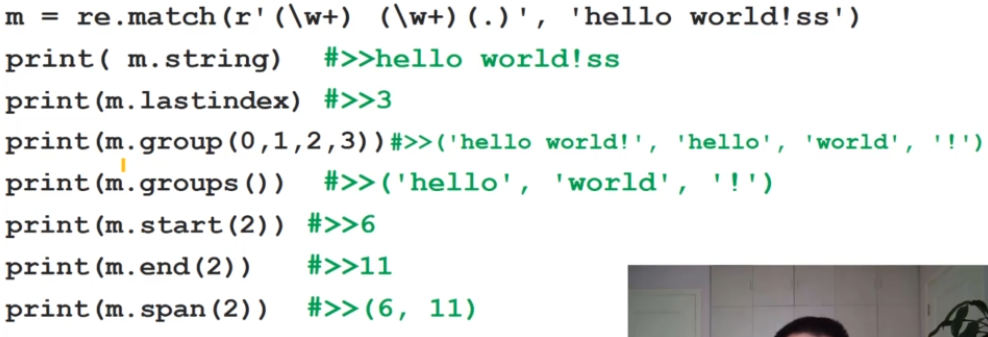 m = re.match(r'(\w+) (\w+)(.)', 'hello world!ss')
print( m.string)  #>>hello world!ss
print(m.lastindex) #>>3
print(m.group(0,1,2,3))#>>('hello world!', 'hello', 'world', '!')
print(m.groups())  #>>('hello', 'world', '!')
print(m.start(2)) #>>6
print(m.end(2))   #>>11
print(m.span(2))  #>>(6, 11)